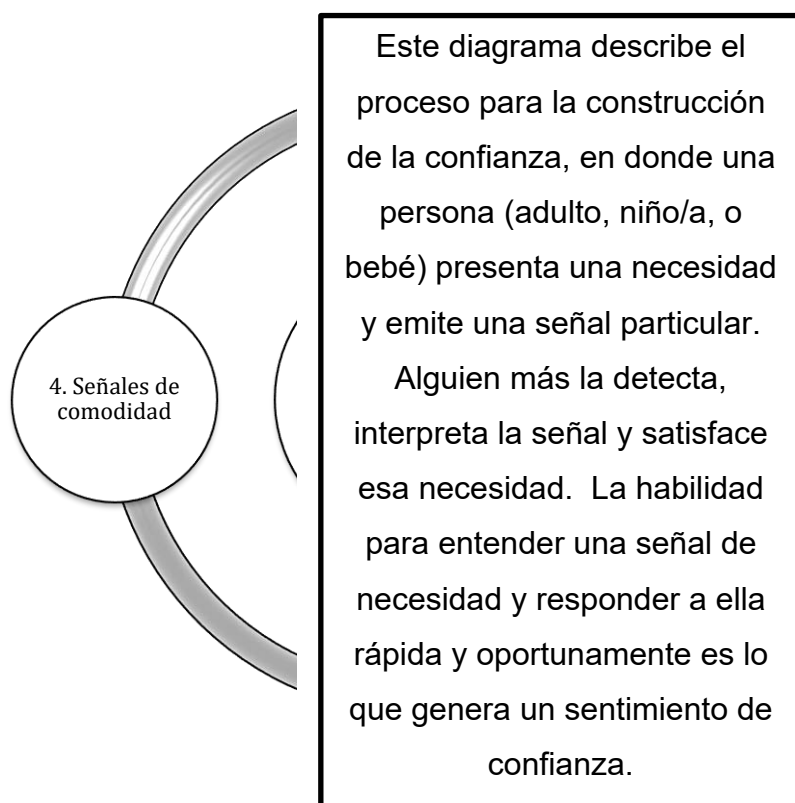 4. Señales de
comodidad
Este diagrama describe el
proceso para la construcción
de la confianza, en donde una
persona (adulto, niño/a, o
bebé) presenta una necesidad
y emite una señal particular.
Alguien más la detecta,
interpreta la señal y satisface
esa necesidad.  La habilidad
para entender una señal de
necesidad y responder a ella
rápida y oportunamente es lo
que genera un sentimiento de
confianza.